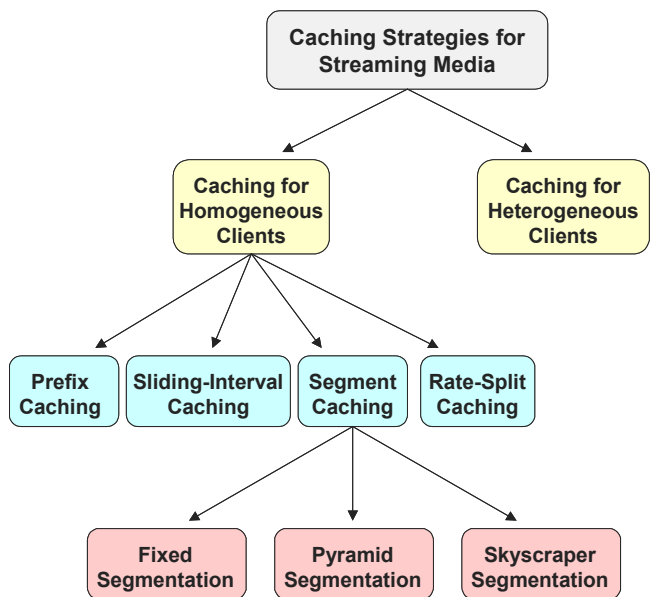 Caching Strategies for
Streaming Media
Caching for
Homogeneous
Clients
Caching for
Heterogeneous
Clients
Prefix
Caching
Sliding-Interval
Caching
Segment
Caching
Rate-Split
Caching
Fixed
Segmentation
Pyramid
Segmentation
Skyscraper
Segmentation